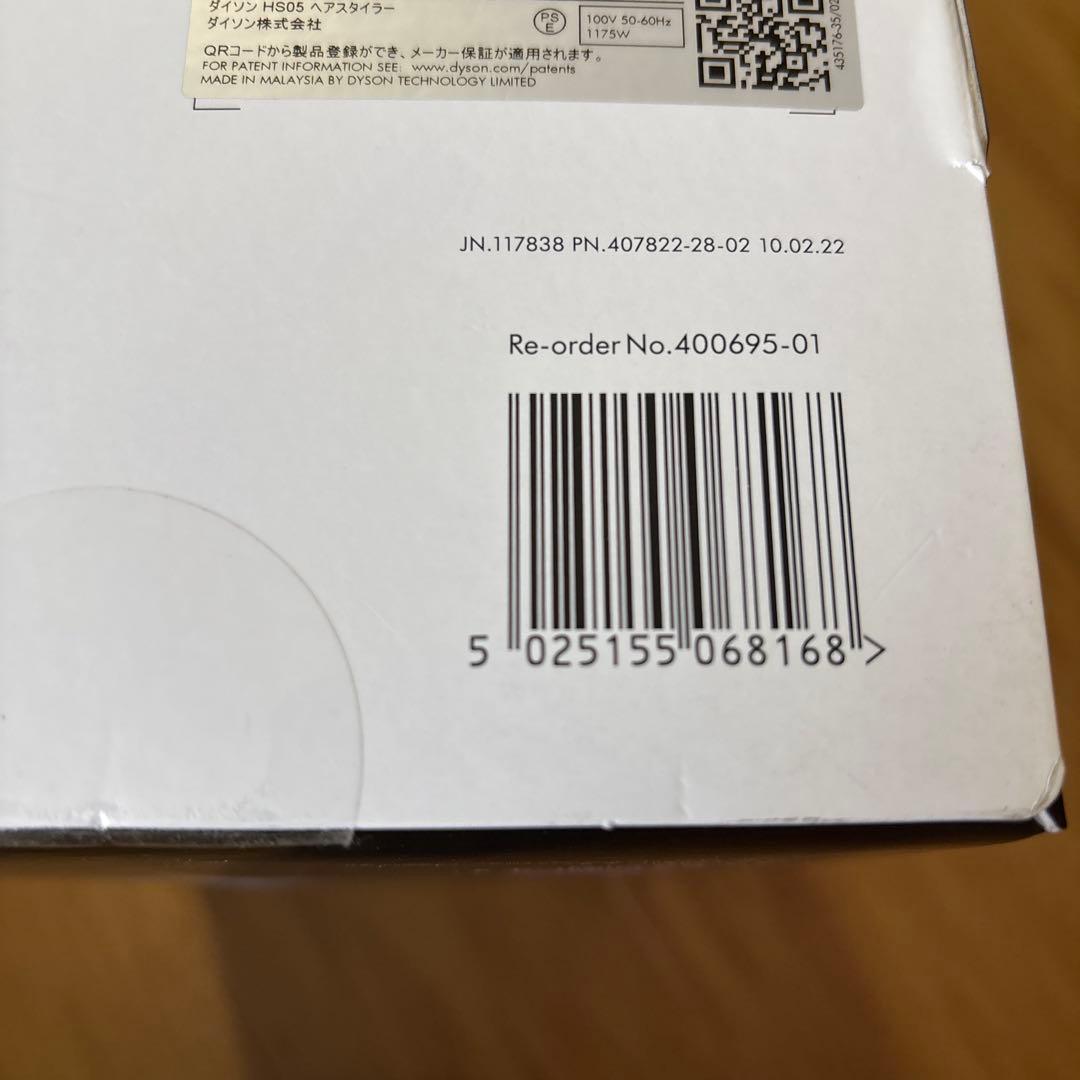 ダイソン HS05 ヘアスタイラー
ダイソン株式会社
PS
E
100V 50-60Hz
1175W
QRコードから製品登録ができ、メーカー保証が適用されます。
FOR PATENT INFORMATION SEE: www.dyson.com/patents
MADE IN MALAYSIA BY DYSON TECHNOLOGY LIMITED
435176-35/02
JN.117838 PN.407822-28-02 10.02.22
Re-order No.400695-01
5 025155 068168 >